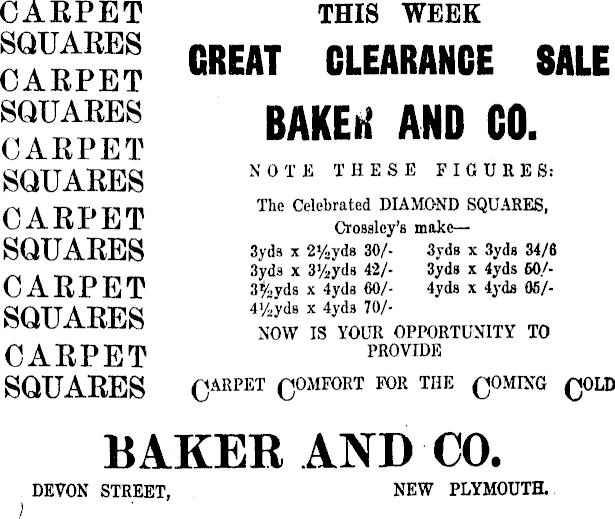 CARPET
SQUARES
CARPET
SQUARES
CARPET
SQUARES
CARPET
SQUARES
CARPET
SQUARES
CARPET
SQUARES
THIS WEEK
GREAT CLEARANCE SALE
BAKER AND CO.
NOTE THESE FIGURES:
The Celebrated DIAMOND SQUARES,
Crossley's make—
3yds x 2½yds 30/- 3yds x 3yds 34/6
3yds x 3½yds 42/- 3yds x 4yds 50/-
3½yds x 4yds 60/- 4yds x 4yds 65/-
4½yds x 4yds 70/-
NOW IS YOUR OPPORTUNITY TO
PROVIDE
CARPET COMFORT FOR THE COMING COLD
BAKER AND CO.
DEVON STREET, NEW PLYMOUTH.